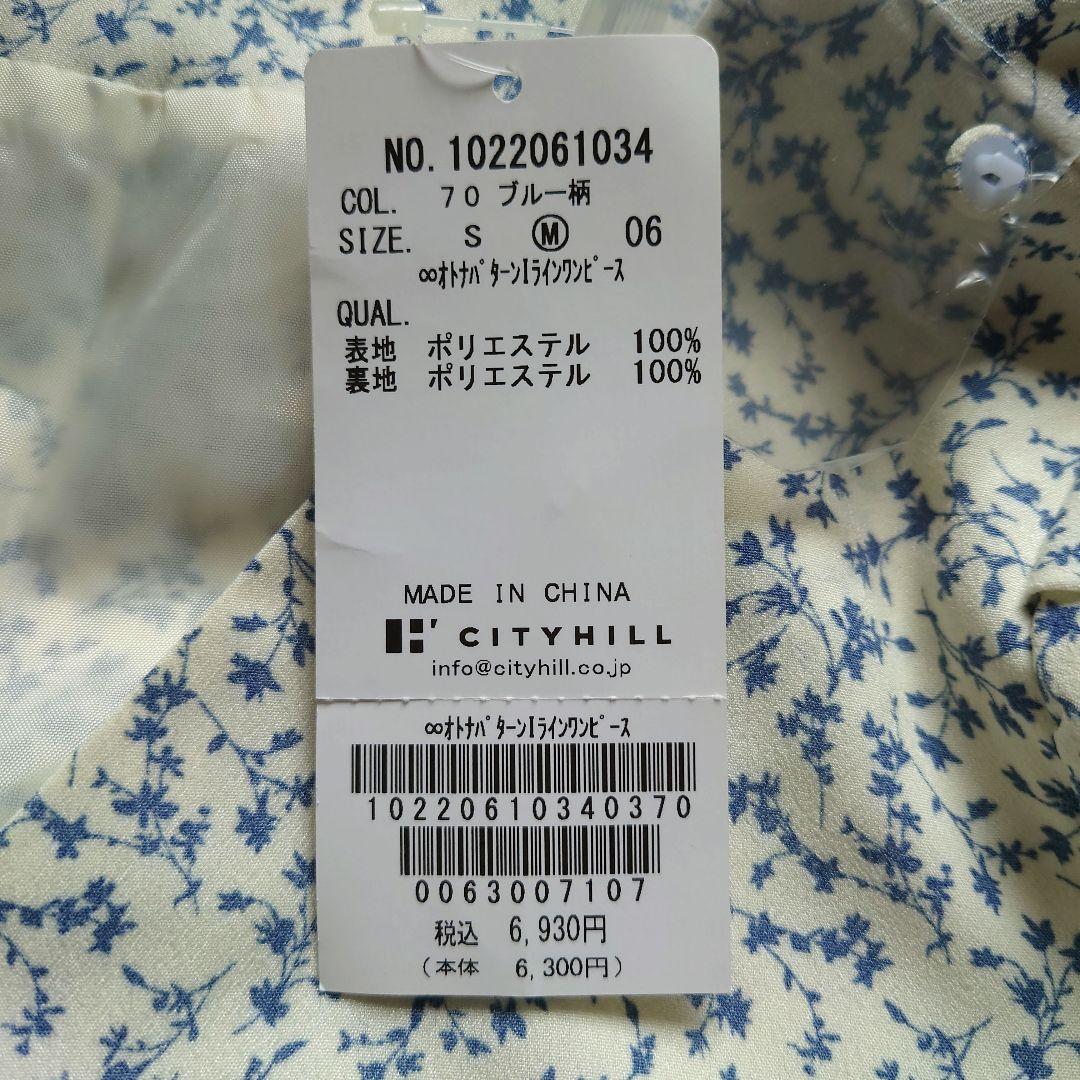 NO. 1022061034
COL. 70 ブルー柄
SIZE. S Ⓜ 06
∞ｵﾄﾅﾊﾟﾀｰﾝIﾗｲﾝﾜﾝﾋﾟｰｽ
QUAL.
表地 ポリエステル 100%
裏地 ポリエステル 100%
MADE IN CHINA
CITYHILL
info@cityhill.co.jp
∞ｵﾄﾅﾊﾟﾀｰﾝIﾗｲﾝﾜﾝﾋﾟｰｽ
10220610340370
0063007107
税込 6,930円
(本体 6,300円)